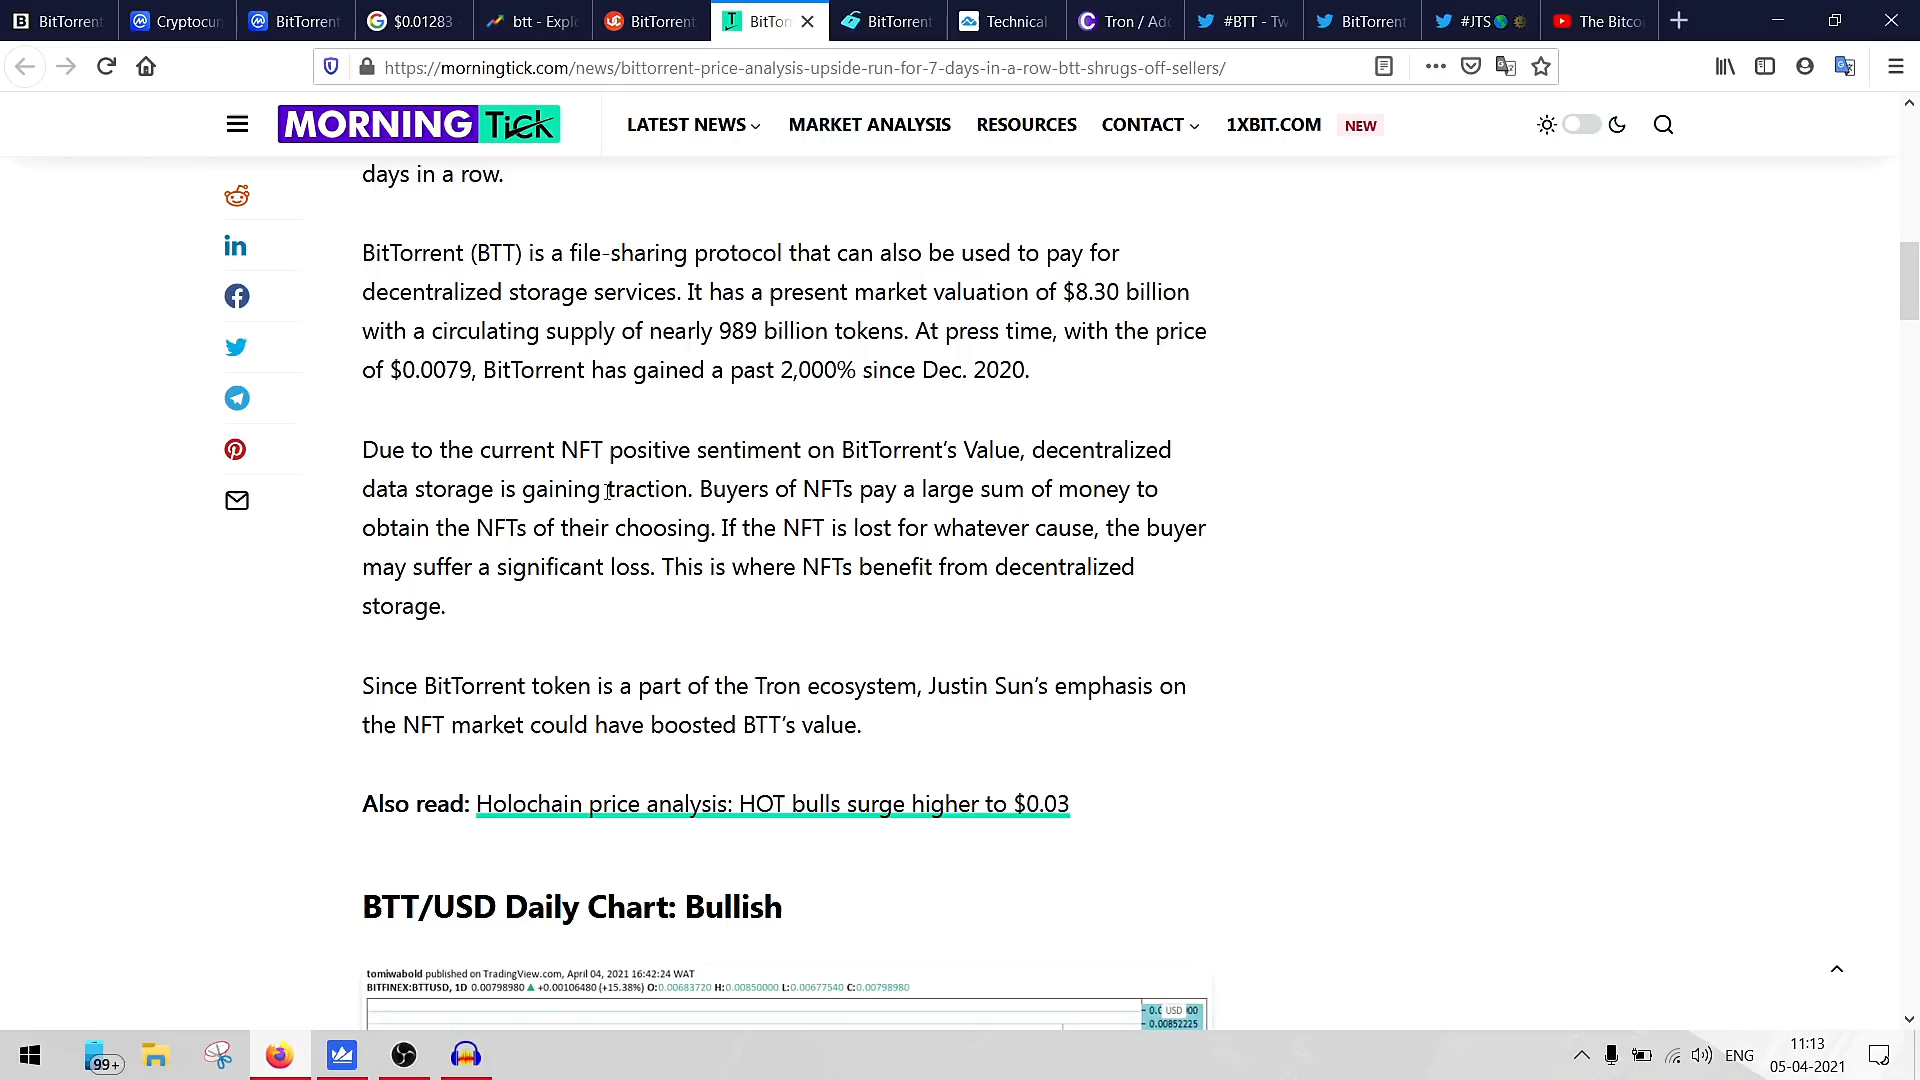 BitTorrent
Cryptocur
BitTorrent
$0.01283
btt - Expl
BitTorrent
BitTor
BitTorrent
Technical
Tron / Ad
#BTT - Tw
BitTorrent
#JTS
The Bitco
https://morningtick.com/news/bittorrent-price-analysis-upside-run-for-7-days-in-a-row-btt-shrugs-off-sellers/
MORNING TicK
LATEST NEWS
MARKET ANALYSIS
RESOURCES
CONTACT
1XBIT.COM
NEW
days in a row.
BitTorrent (BTT) is a file-sharing protocol that can also be used to pay for
decentralized storage services. It has a present market valuation of $8.30 billion
with a circulating supply of nearly 989 billion tokens. At press time, with the price
of $0.0079, BitTorrent has gained a past 2,000% since Dec. 2020.
Due to the current NFT positive sentiment on BitTorrent’s Value, decentralized
data storage is gaining traction. Buyers of NFTs pay a large sum of money to
obtain the NFTs of their choosing. If the NFT is lost for whatever cause, the buyer
may suffer a significant loss. This is where NFTs benefit from decentralized
storage.
Since BitTorrent token is a part of the Tron ecosystem, Justin Sun’s emphasis on
the NFT market could have boosted BTT’s value.
Also read: Holochain price analysis: HOT bulls surge higher to $0.03
BTT/USD Daily Chart: Bullish
tomiwabold published on TradingView.com, April 04, 2021 16:42:24 WAT
BITFINEX:BTTUSD, 1D 0.00798980 ▲ +0.00106480 (+15.38%) O:0.00683720 H:0.00850000 L:0.00677540 C:0.00798980
USD
0.00852225
99+
ENG
11:13
05-04-2021